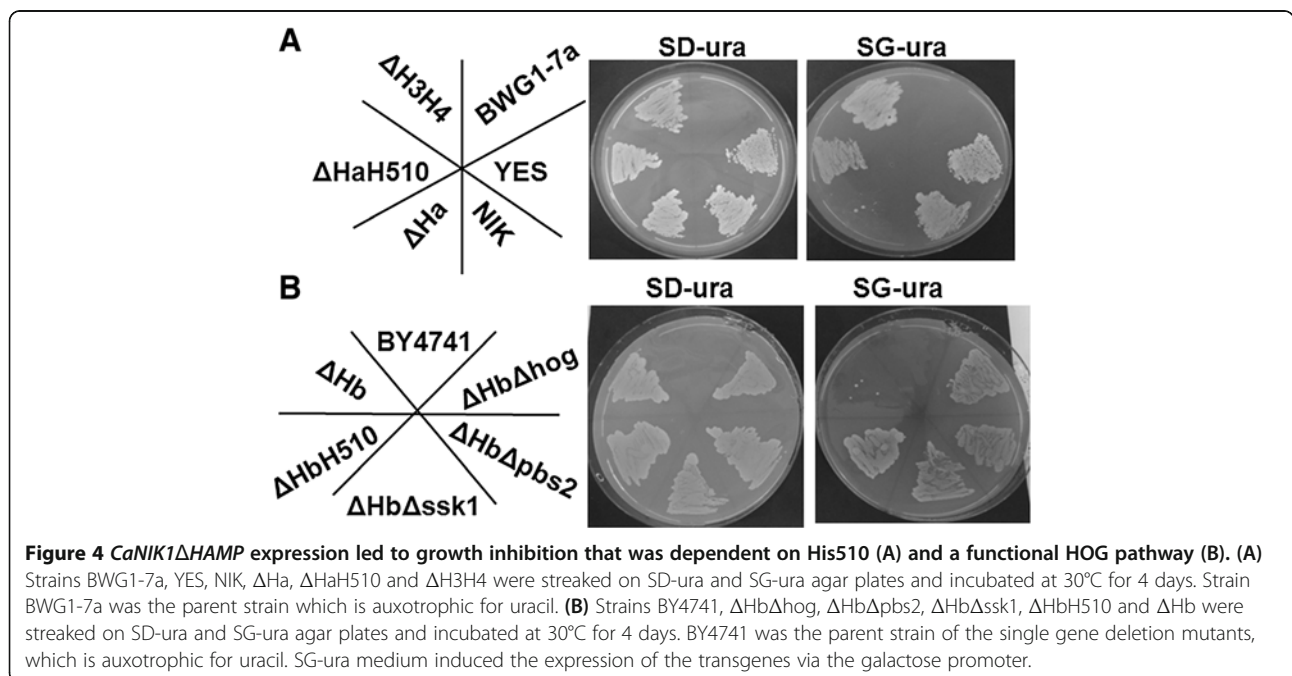 A
SD-ura
SG-ura
ΔH3H4
BWG1-7a
ΔHaH510
YES
ΔHa
NIK
B
SD-ura
SG-ura
BY4741
ΔHb
ΔHbΔhog
ΔHbH510
ΔHbΔpbs2
ΔHbΔssk1
Figure 4 CaNIK1ΔHAMP expression led to growth inhibition that was dependent on His510 (A) and a functional HOG pathway (B). (A)
Strains BWG1-7a, YES, NIK, ΔHa, ΔHaH510 and ΔH3H4 were streaked on SD-ura and SG-ura agar plates and incubated at 30°C for 4 days. Strain
BWG1-7a was the parent strain which is auxotrophic for uracil. (B) Strains BY4741, ΔHbΔhog, ΔHbΔpbs2, ΔHbΔssk1, ΔHbH510 and ΔHb were
streaked on SD-ura and SG-ura agar plates and incubated at 30°C for 4 days. BY4741 was the parent strain of the single gene deletion mutants,
which is auxotrophic for uracil. SG-ura medium induced the expression of the transgenes via the galactose promoter.